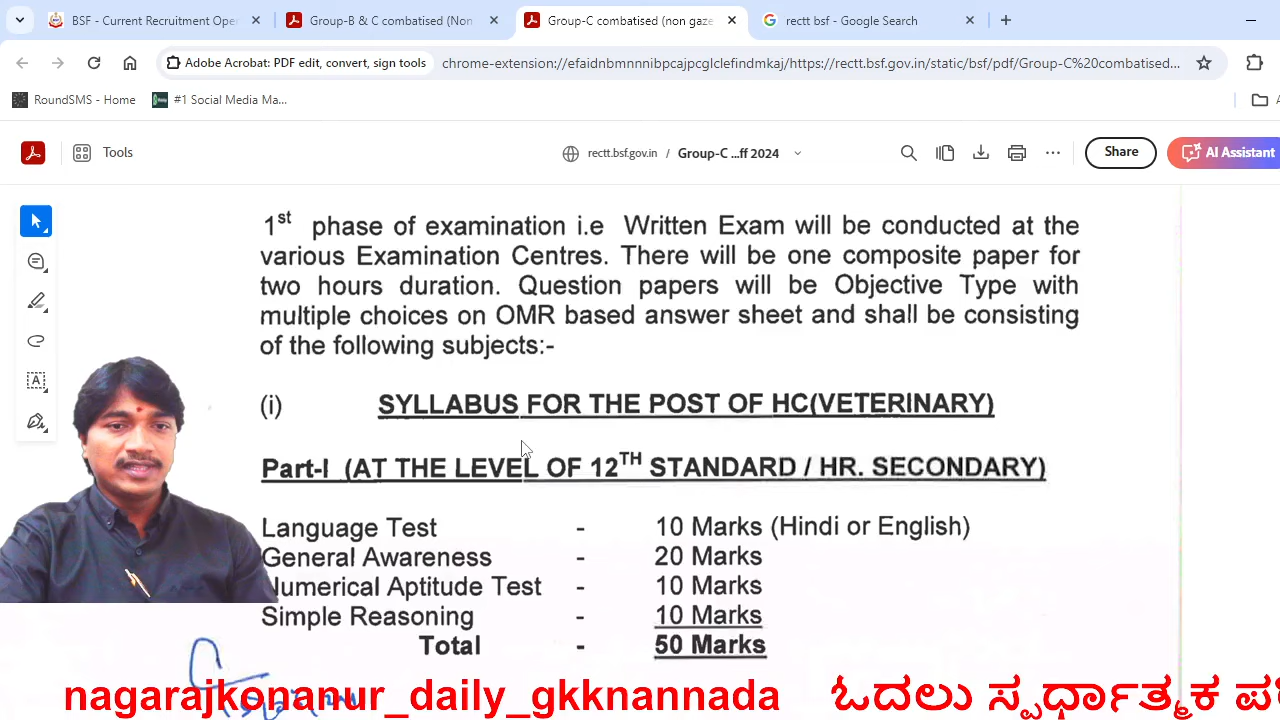 BSF - Current Recruitment Open
Group-B & C combatised (Non
Group-C combatised (non gaze
rectt bsf - Google Search
Adobe Acrobat: PDF edit, convert, sign tools
chrome-extension://efaidnbmnnnibpcajpcglclefindmkaj/https://rectt.bsf.gov.in/static/bsf/pdf/Group-C%20combatised...
RoundSMS - Home
#1 Social Media Ma...
Tools
rectt.bsf.gov.in / Group-C ...ff 2024
Share
AI Assistant
1st phase of examination i.e Written Exam will be conducted at the
various Examination Centres. There will be one composite paper for
two hours duration. Question papers will be Objective Type with
multiple choices on OMR based answer sheet and shall be consisting
of the following subjects:-
(i) SYLLABUS FOR THE POST OF HC(VETERINARY)
Part-I (AT THE LEVEL OF 12TH STANDARD / HR. SECONDARY)
Language Test - 10 Marks (Hindi or English)
General Awareness - 20 Marks
Numerical Aptitude Test - 10 Marks
Simple Reasoning - 10 Marks
Total - 50 Marks
nagarajkonanur_daily_gkknannada ಓದಲು ಸ್ಪರ್ಧಾತ್ಮಕ